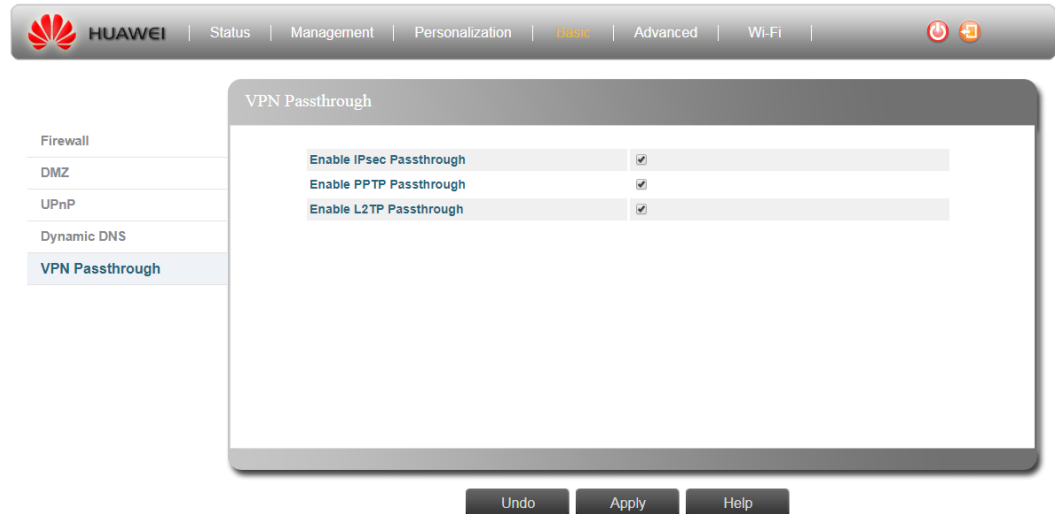 HUAWEI | Status | Management | Personalization | Basic | Advanced | Wi-Fi |
VPN Passthrough
Firewall
DMZ
UPnP
Dynamic DNS
VPN Passthrough
Enable IPsec Passthrough
Enable PPTP Passthrough
Enable L2TP Passthrough
Undo Apply Help